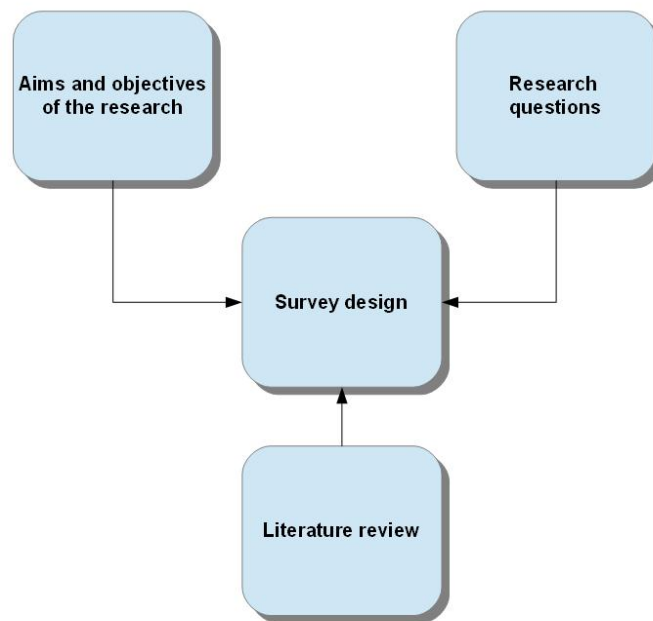 Aims and objectives
of the research
Research
questions
Survey design
Literature review